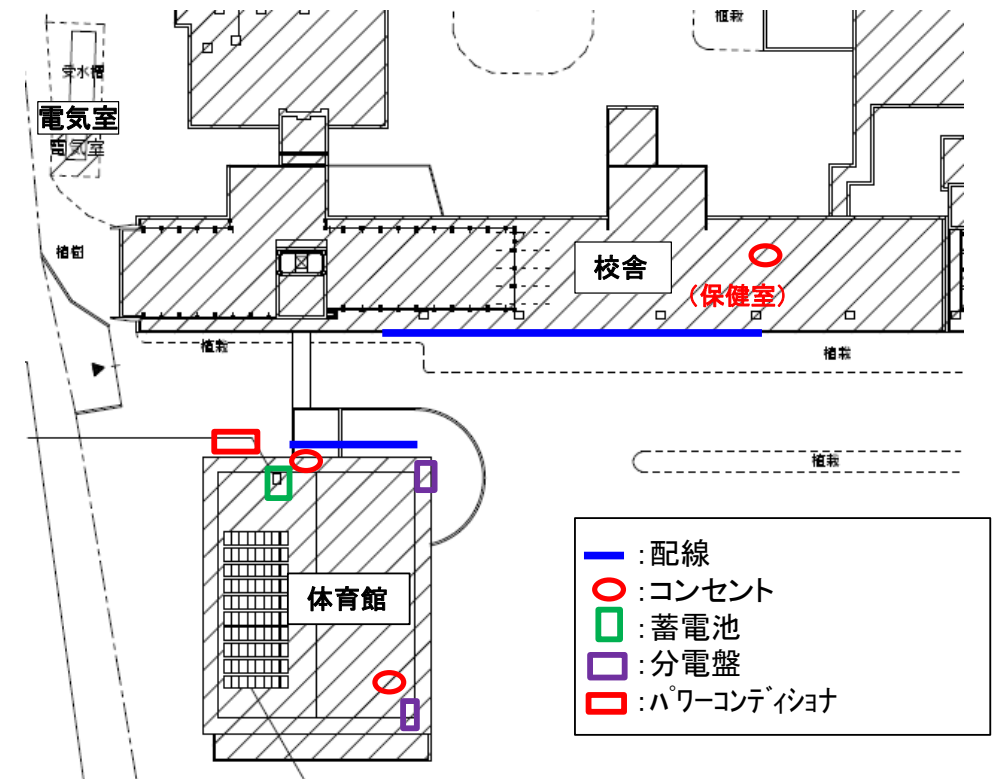 植栽
受水槽
電気室
電気室
植樹
校舎
(保健室)
植栽
植栽
植栽
体育館
:配線
:コンセント
:蓄電池
:分電盤
:パワーコンディショナ